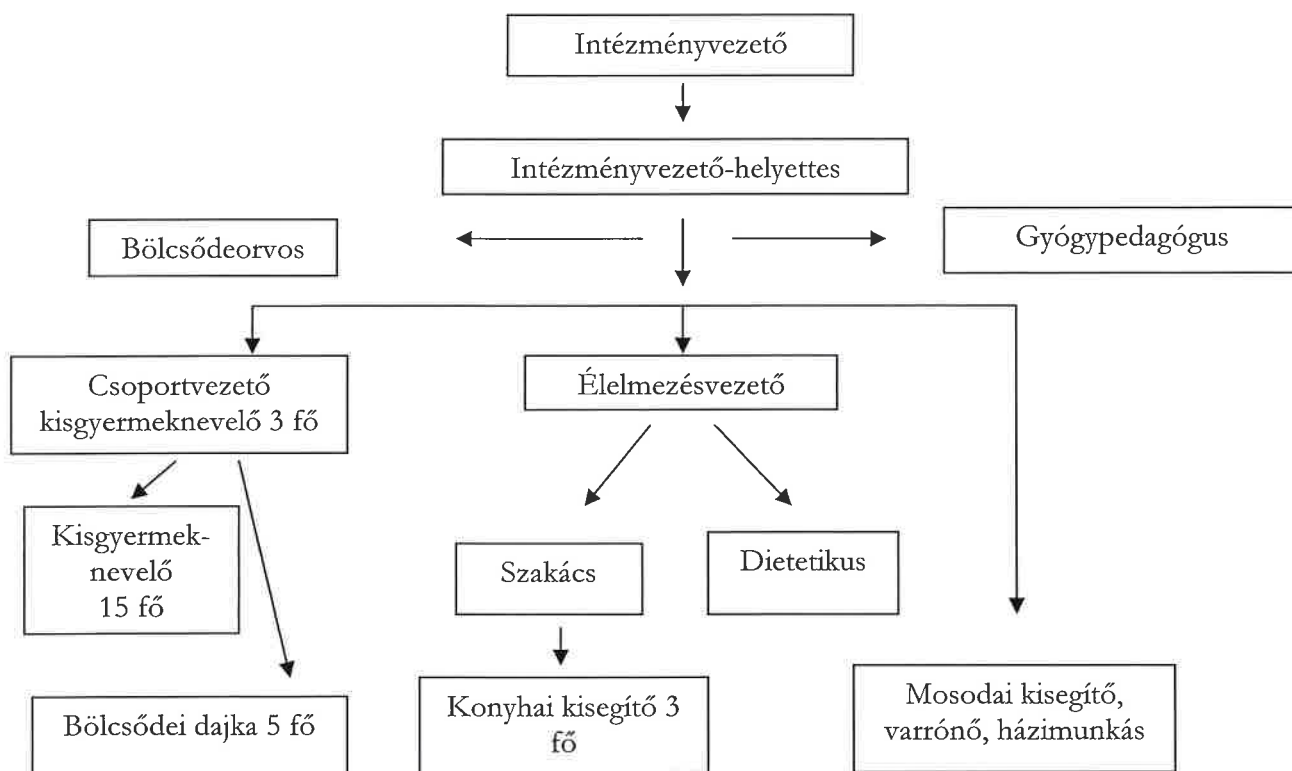 Intézményvezető
Intézményvezető-helyettes
Bölcsődeorvos
Gyógypedagógus
Csoportvezető
kisgyermeknevelő 3 fő
Élelmezésvezető
Kisgyermek-
nevelő
15 fő
Szakács
Dietetikus
Bölcsődei dajka 5 fő
Konyhai kisegítő 3
fő
Mosodai kisegítő,
varrónő, házimunkás